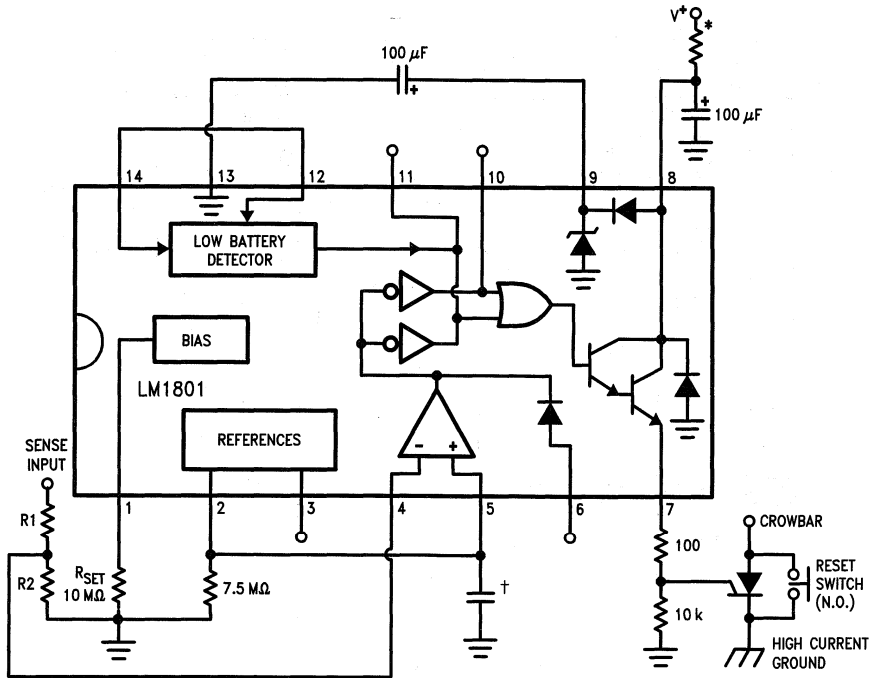 V+
*
100 µF
+
+
100 µF
14
13
12
11
10
9
8
LOW BATTERY
DETECTOR
BIAS
LM1801
REFERENCES
-
+
SENSE
INPUT
1
2
3
4
5
6
7
R1
R2
RSET
10 MΩ
7.5 MΩ
†
100
10 k
CROWBAR
RESET
SWITCH
(N.O.)
HIGH CURRENT
GROUND